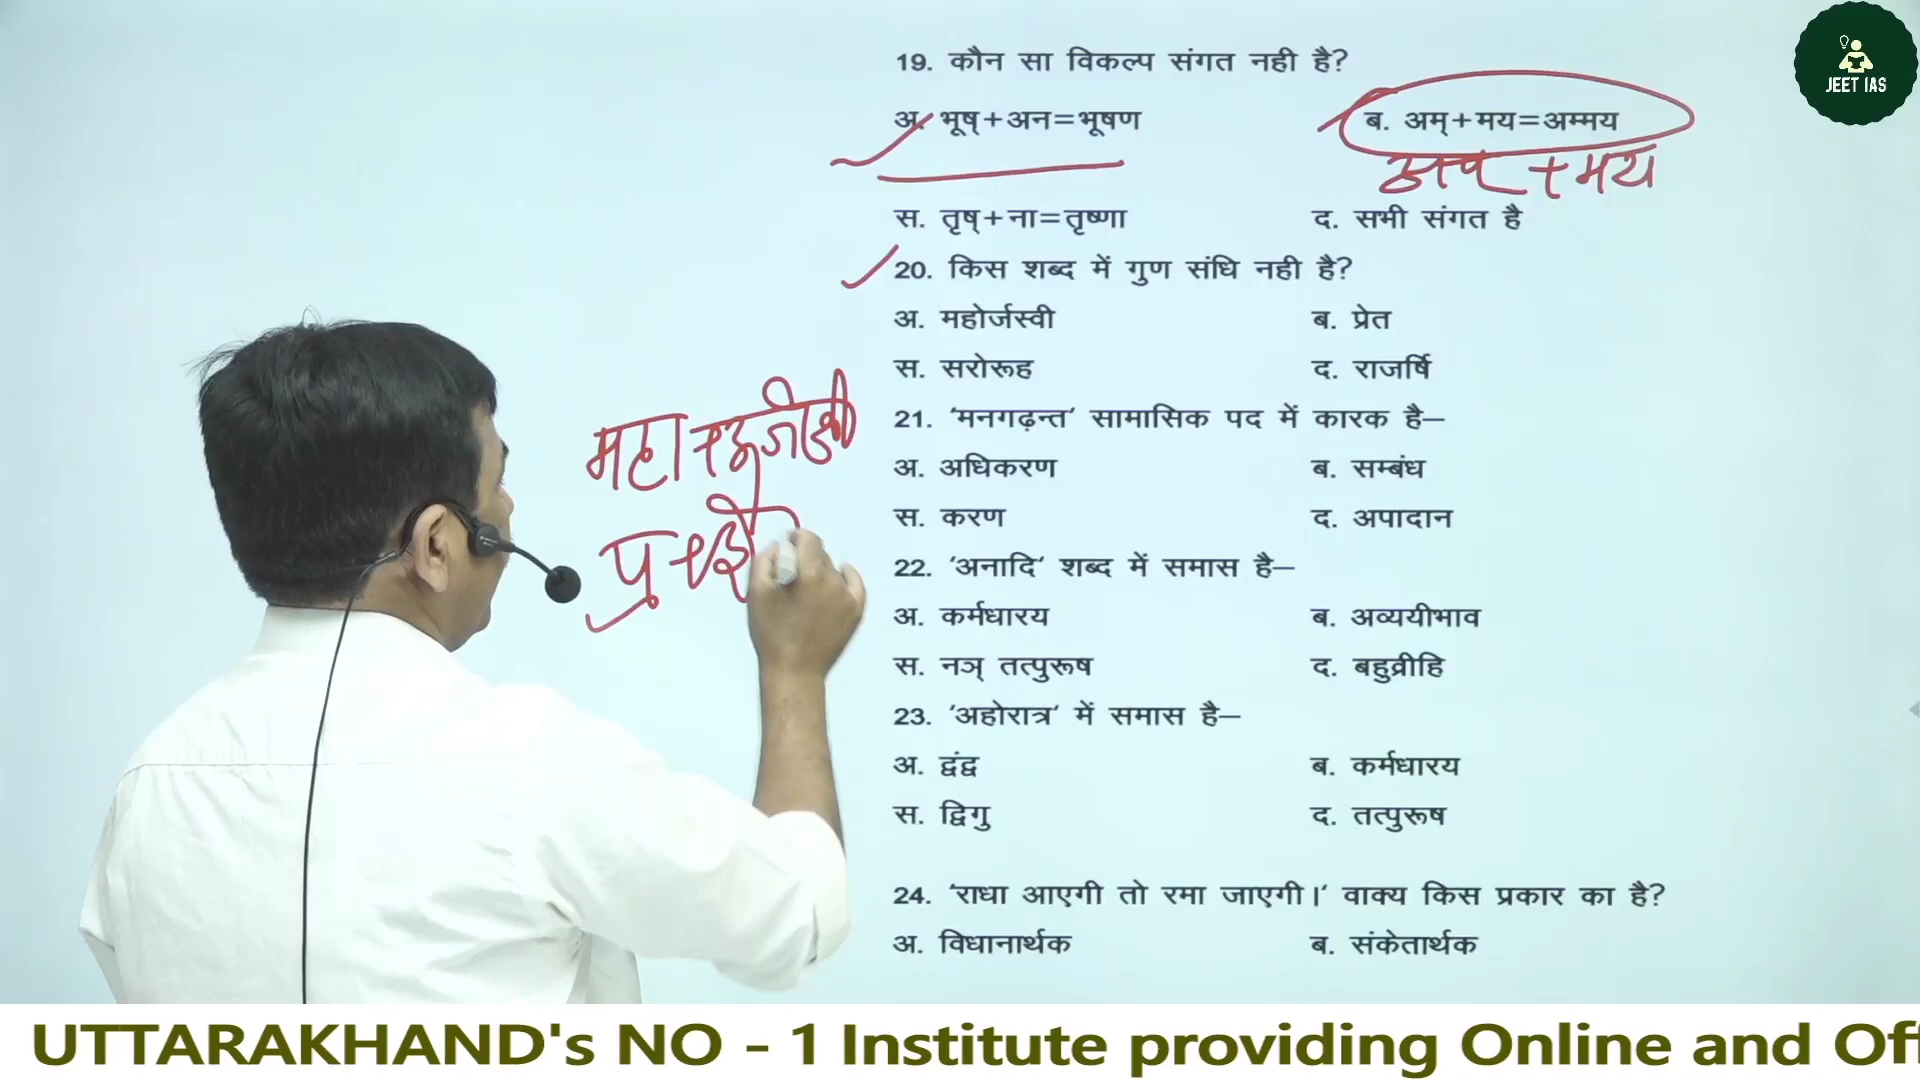 JEET IAS
19. कौन सा विकल्प संगत नही है?
अ. भूष्+अन=भूषण
ब. अम्+मय=अम्मय
अप् + मय
स. तृष्+ना=तृष्णा
द. सभी संगत है
20. किस शब्द में गुण संधि नही है?
अ. महोर्जस्वी
ब. प्रेत
स. सरोरूह
द. राजर्षि
महा +
प्र + इ
21. ‘मनगढ़न्त‘ सामासिक पद में कारक है–
अ. अधिकरण
ब. सम्बंध
स. करण
द. अपादान
22. ‘अनादि‘ शब्द में समास है–
अ. कर्मधारय
ब. अव्ययीभाव
स. नञ् तत्पुरूष
द. बहुव्रीहि
23. ‘अहोरात्र‘ में समास है–
अ. द्वंद्व
ब. कर्मधारय
स. द्विगु
द. तत्पुरूष
24. ‘राधा आएगी तो रमा जाएगी।‘ वाक्य किस प्रकार का है?
अ. विधानार्थक
ब. संकेतार्थक
UTTARAKHAND's NO - 1 Institute providing Online and Off